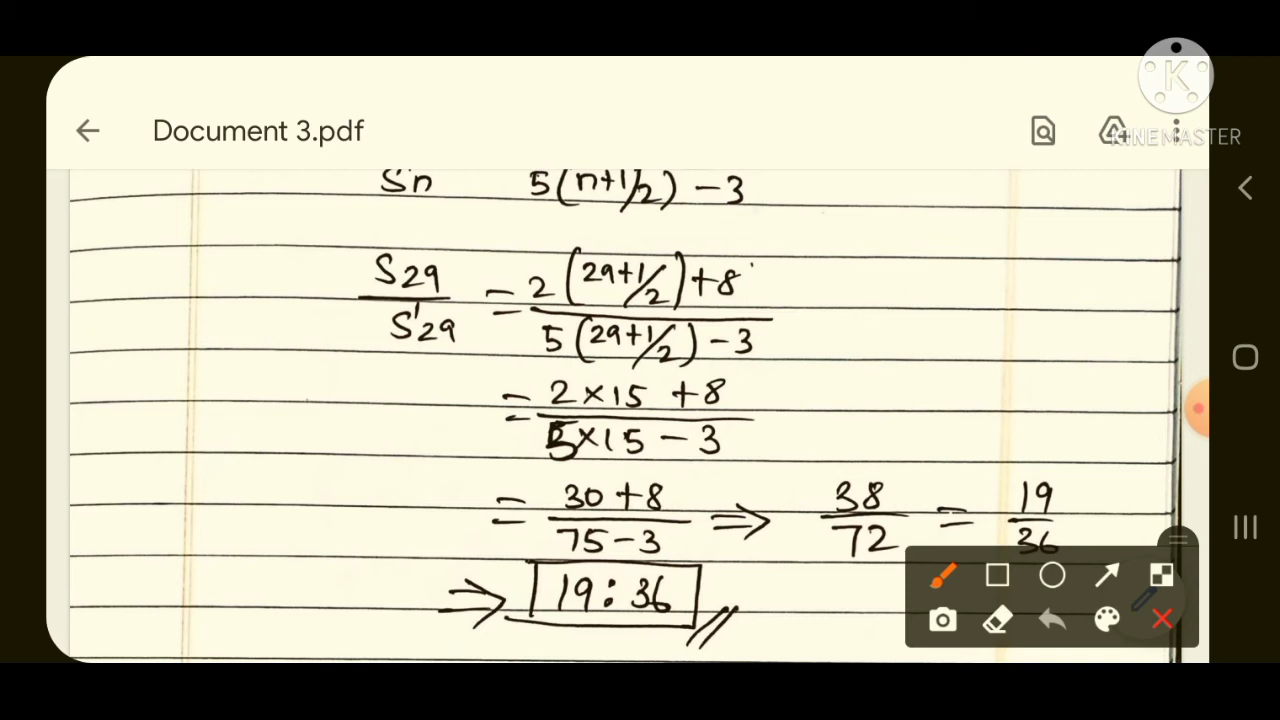 K
KINEMASTER
Document 3.pdf
S'n 5(n+1/2) - 3
S29 / S'29 = 2(29+1/2)+8 / 5(29+1/2) - 3
= 2×15 +8 / 5×15 - 3
= 30+8 / 75-3 ⇒ 38/72 = 19/36
⇒ 19:36 //